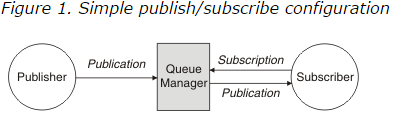 Figure 1. Simple publish/subscribe configuration
Publication
Subscription
Publisher
Queue
Manager
Subscriber
Publication